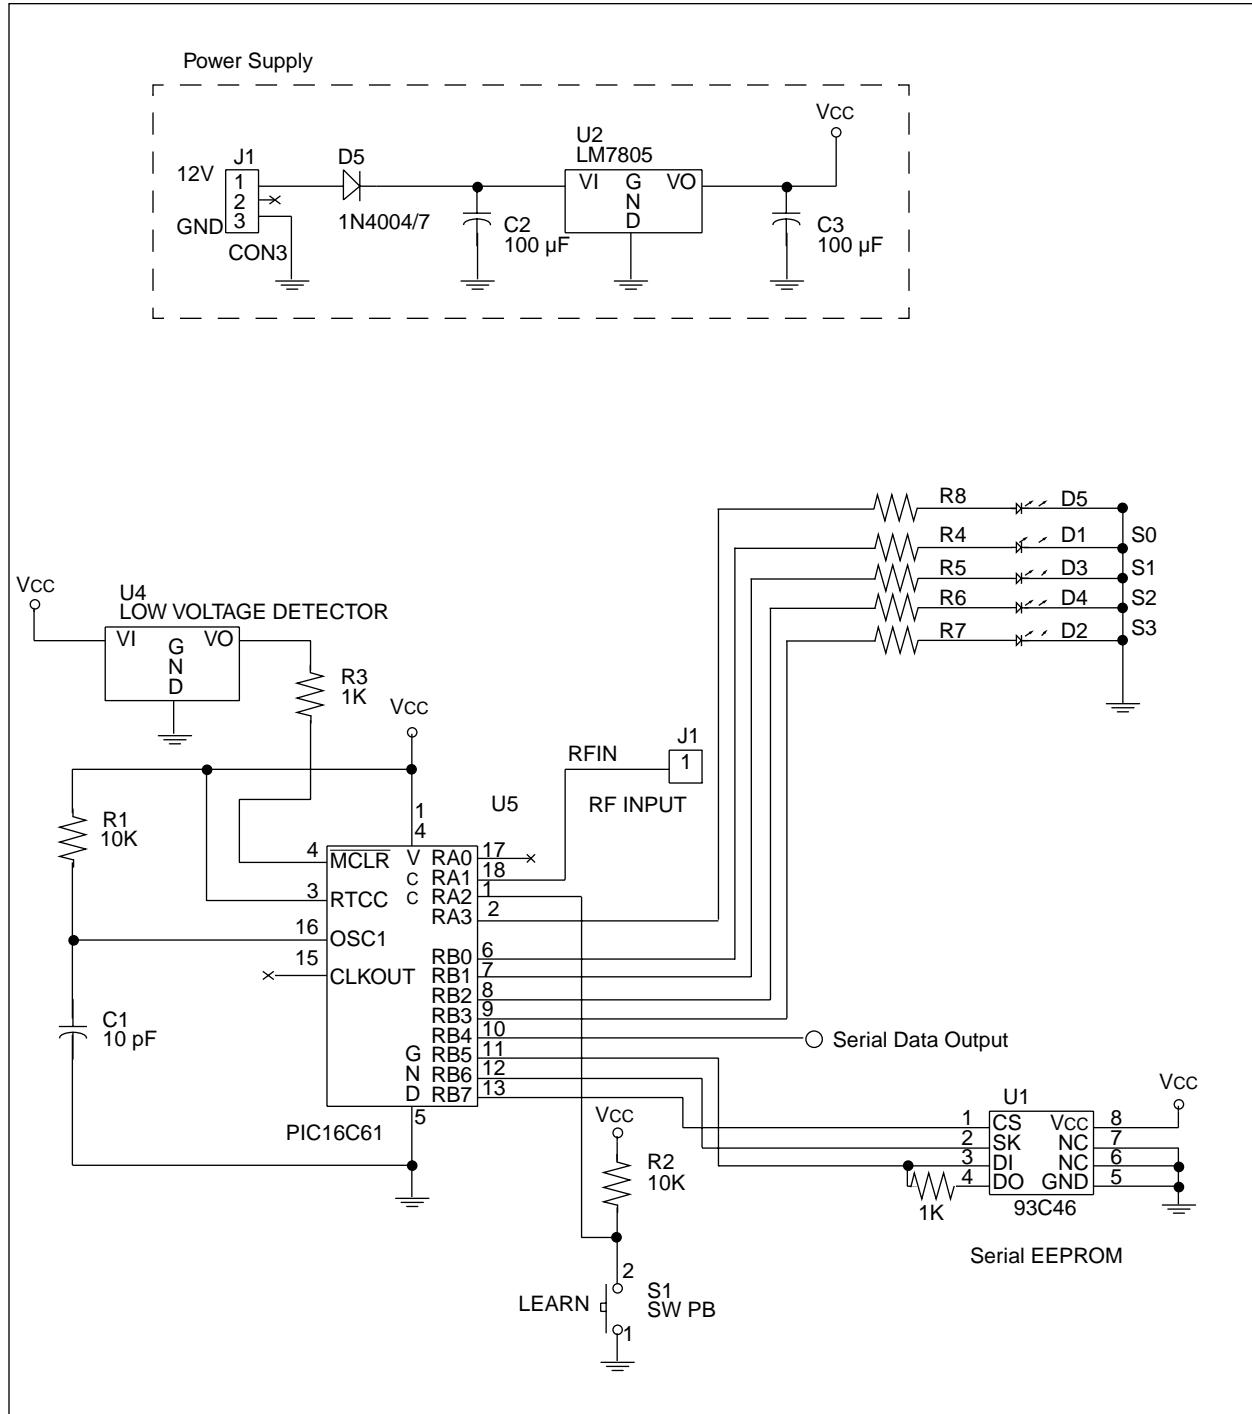 Power Supply
VCC
U2
LM7805
J1
D5
12V
1
2
3
VI
GND
VO
GND
CON3
1N4004/7
C2
100 µF
C3
100 µF
R8
D5
R4
D1
S0
R5
D3
S1
R6
D4
S2
R7
D2
S3
VCC
U4
LOW VOLTAGE DETECTOR
VI
GND
VO
R3
1K
VCC
RFIN
J1
1
RF INPUT
R1
10K
1
4
U5
4
MCLR
3
RTCC
16
OSC1
15
CLKOUT
VCC
GND
RA0
17
RA1
18
RA2
1
RA3
2
RB0
6
RB1
7
RB2
8
RB3
9
RB4
10
RB5
11
RB6
12
RB7
13
Serial Data Output
C1
10 pF
5
PIC16C61
VCC
R2
10K
2
LEARN
S1
SW PB
1
U1
VCC
1
CS
VCC
8
2
SK
NC
7
3
DI
NC
6
4
DO
GND
5
1K
93C46
Serial EEPROM